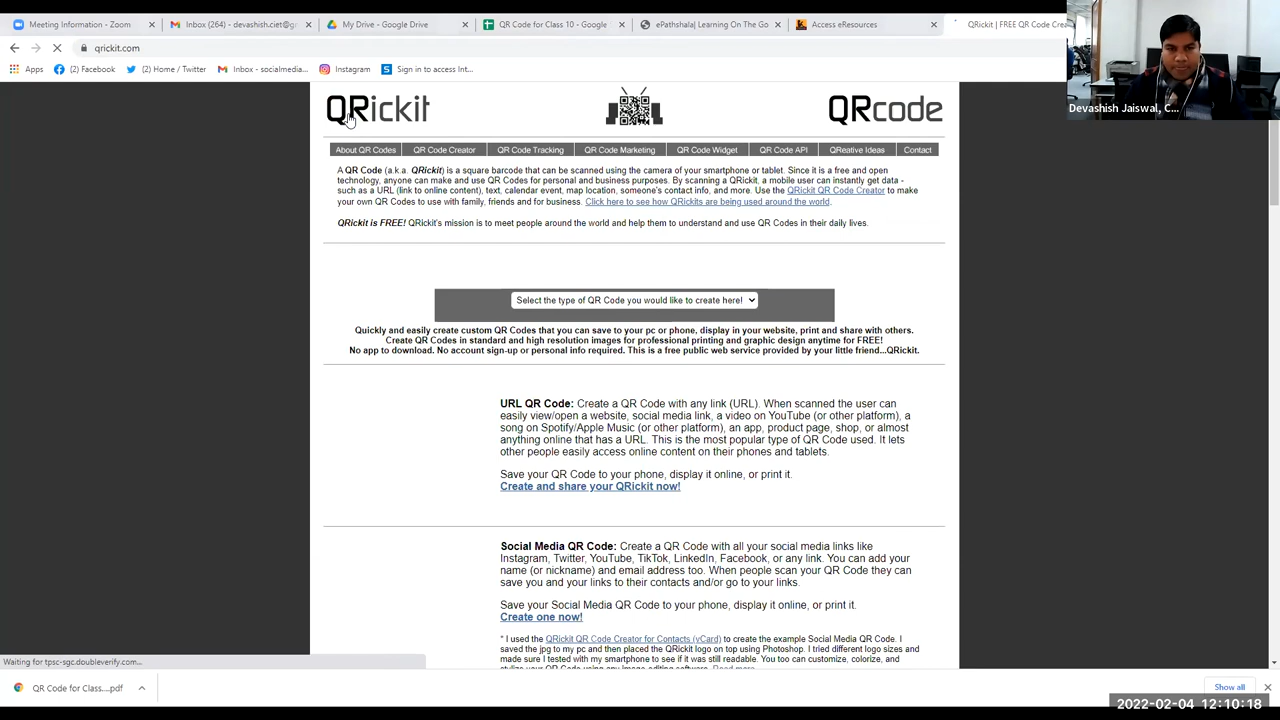 Meeting Information - Zoom
Inbox (264) - devashish.ciet@g
My Drive - Google Drive
QR Code for Class 10 - Google
ePathshala| Learning On The Go
Access eResources
QRickit | FREE QR Code Crea
qrickit.com
Apps
(2) Facebook
(2) Home / Twitter
Inbox - socialmedia...
Instagram
Sign in to access Int...
Devashish Jaiswal, C...
QRickit
QRcode
About QR Codes
QR Code Creator
QR Code Tracking
QR Code Marketing
QR Code Widget
QR Code API
QReative Ideas
Contact
A QR Code (a.k.a. QRickit) is a square barcode that can be scanned using the camera of your smartphone or tablet. Since it is a free and open
technology, anyone can make and use QR Codes for personal and business purposes. By scanning a QRickit, a mobile user can instantly get data -
such as a URL (link to online content), text, calendar event, map location, someone's contact info, and more. Use the QRickit QR Code Creator to make
your own QR Codes to use with family, friends and for business. Click here to see how QRickits are being used around the world.
QRickit is FREE! QRickit's mission is to meet people around the world and help them to understand and use QR Codes in their daily lives.
Select the type of QR Code you would like to create here!
Quickly and easily create custom QR Codes that you can save to your pc or phone, display in your website, print and share with others.
Create QR Codes in standard and high resolution images for professional printing and graphic design anytime for FREE!
No app to download. No account sign-up or personal info required. This is a free public web service provided by your little friend...QRickit.
URL QR Code: Create a QR Code with any link (URL). When scanned the user can
easily view/open a website, social media link, a video on YouTube (or other platform), a
song on Spotify/Apple Music (or other platform), an app, product page, shop, or almost
anything online that has a URL. This is the most popular type of QR Code used. It lets
other people easily access online content on their phones and tablets.
Save your QR Code to your phone, display it online, or print it.
Create and share your QRickit now!
Social Media QR Code: Create a QR Code with all your social media links like
Instagram, Twitter, YouTube, TikTok, LinkedIn, Facebook, or any link. You can add your
name (or nickname) and email address too. When people scan your QR Code they can
save you and your links to their contacts and/or go to your links.
Save your Social Media QR Code to your phone, display it online, or print it.
Create one now!
* I used the QRickit QR Code Creator for Contacts (vCard) to create the example Social Media QR Code. I
saved the jpg to my pc and then placed the QRickit logo on top using Photoshop. I tried different logo sizes and
made sure I tested with my smartphone to see if it was still readable. You too can customize, colorize, and
stylize your QR Code using any image editing software. Read more
Waiting for tpsc-sgc.doubleverify.com...
QR Code for Class....pdf
Show all
2022-02-04 12:10:18